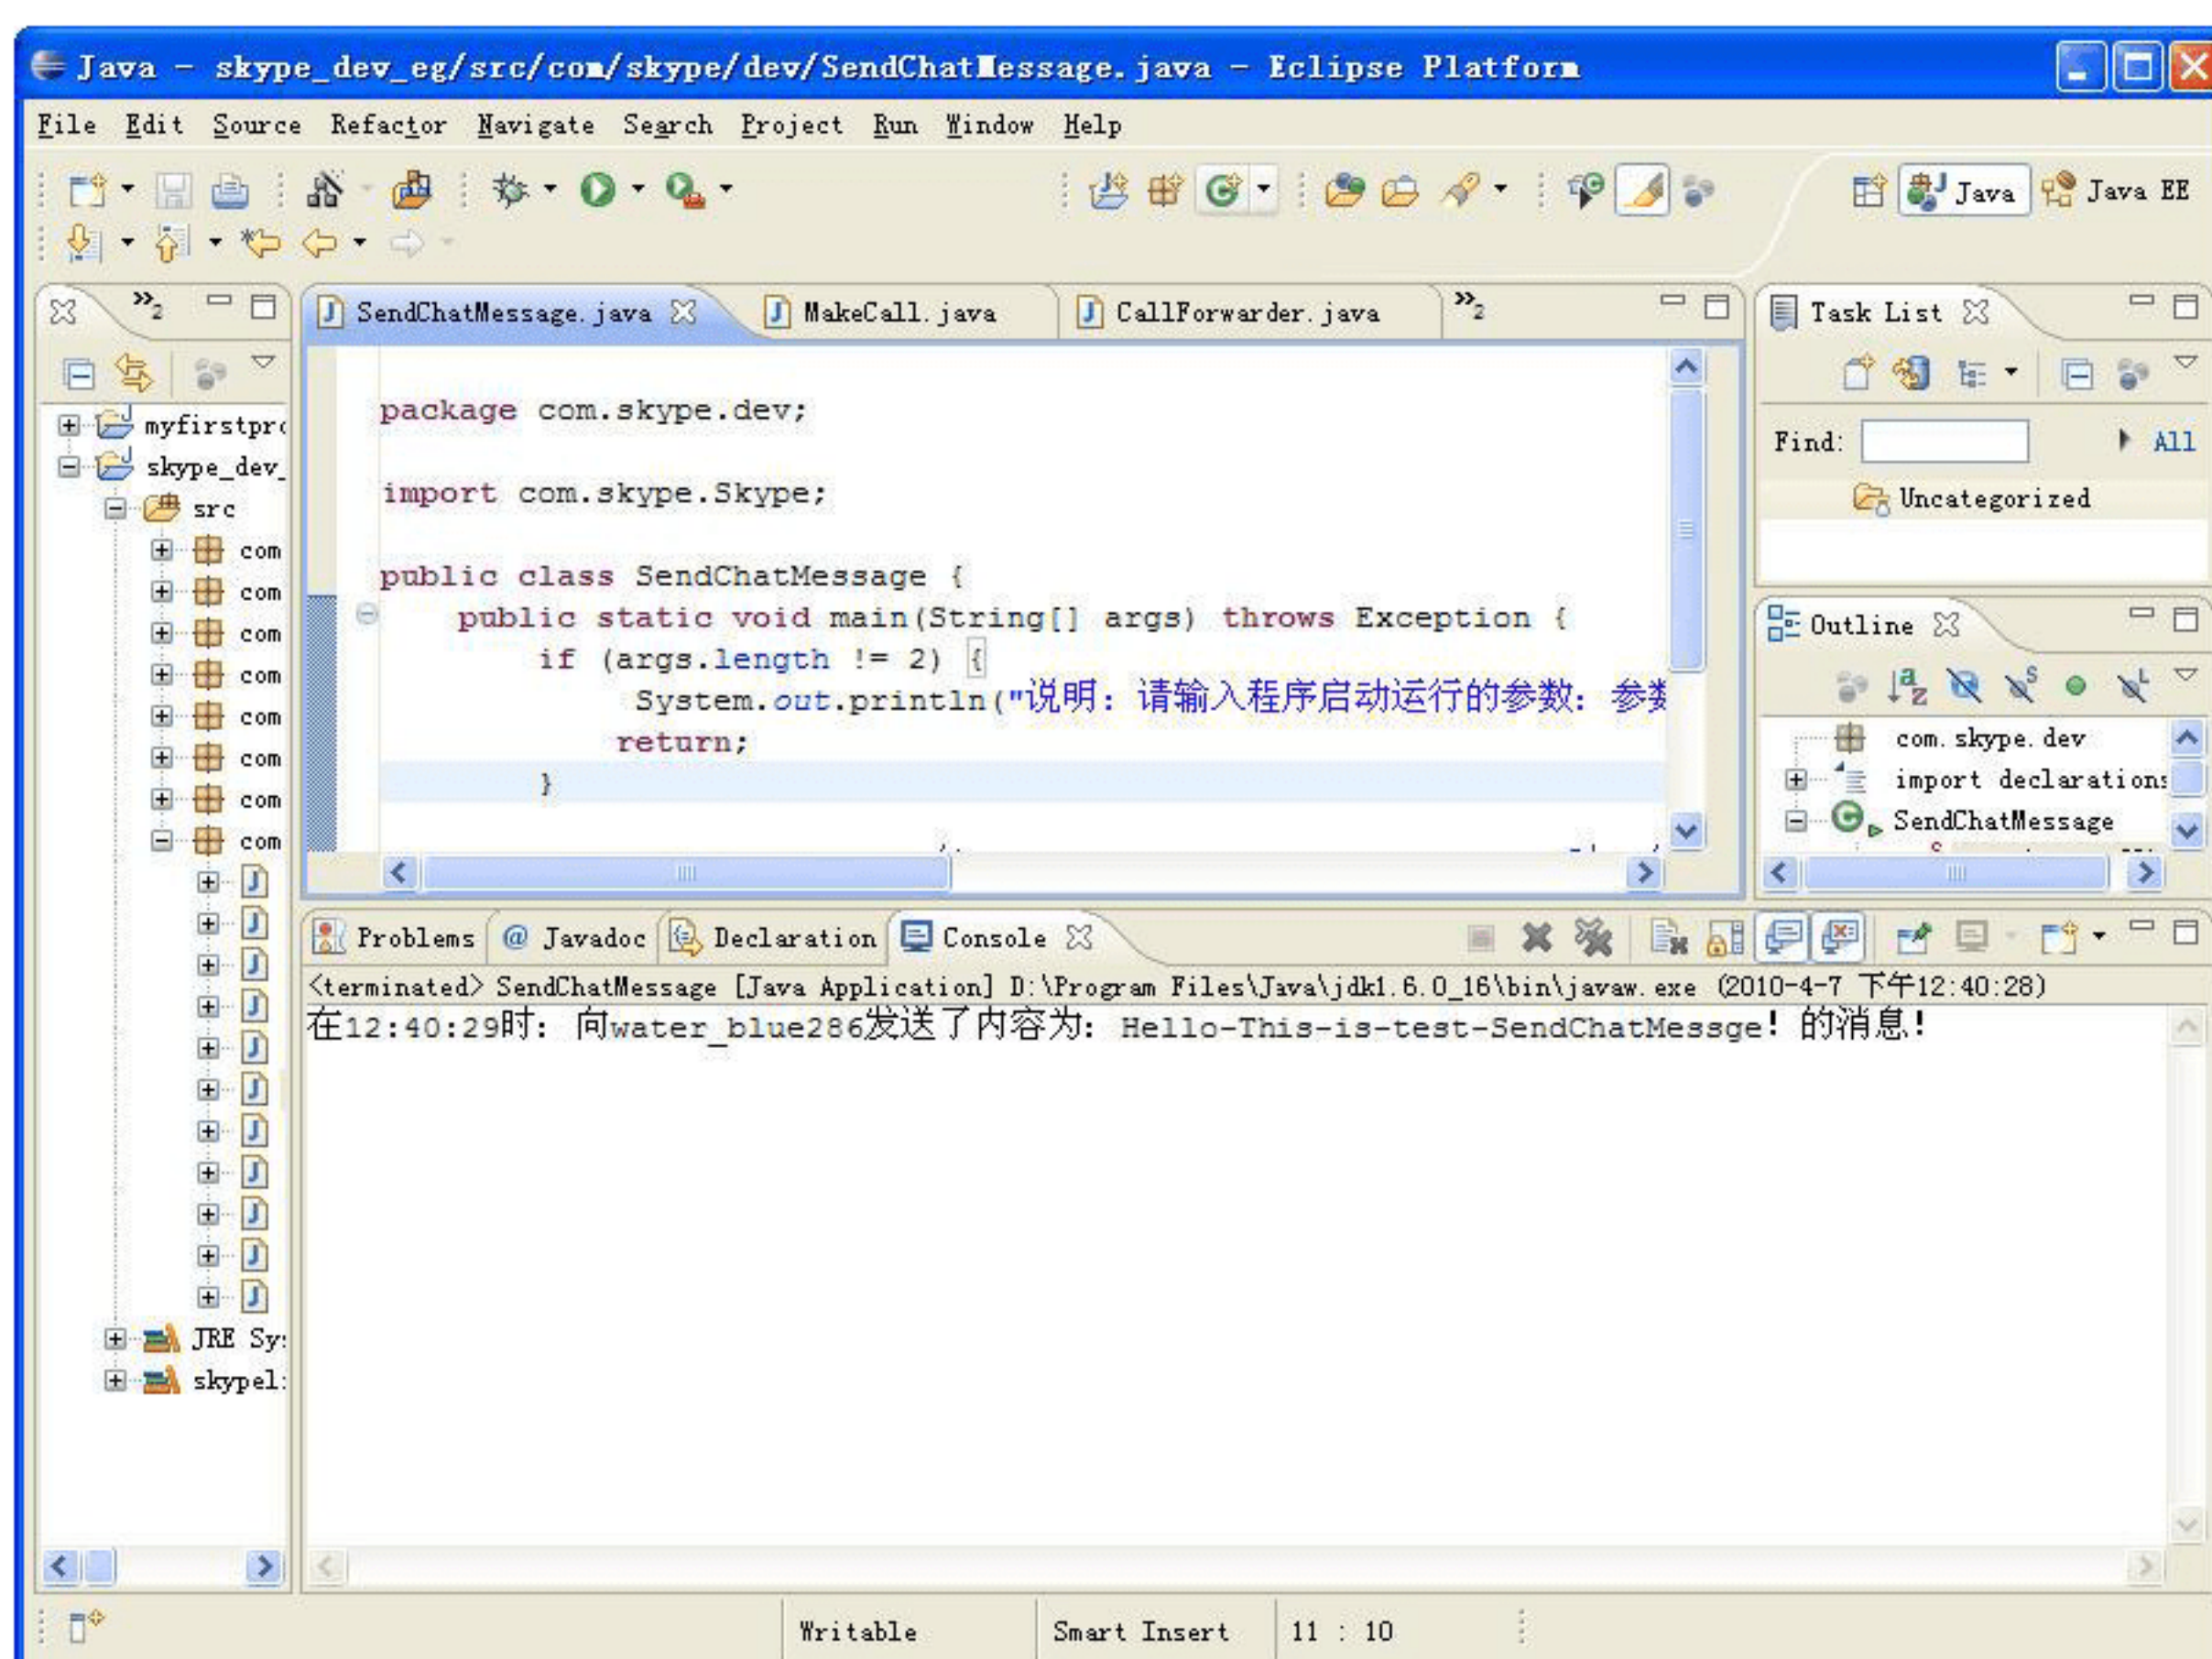 Java - skype_dev_eg/src/com/skype/dev/SendChatMessage.java - Eclipse Platform
File Edit Source Refactor Navigate Search Project Run Window Help
Java Java EE
»2
SendChatMessage.java MakeCall.java CallForwarder.java »2
Task List
myfirstpro
skype_dev_
src
com
com
com
com
com
com
com
com
JRE Sy
skypel
package com.skype.dev;
import com.skype.Skype;
public class SendChatMessage {
public static void main(String[] args) throws Exception {
if (args.length != 2) {
System.out.println("说明: 请输入程序启动运行的参数: 参数
return;
}
Find: All
Uncategorized
Outline
com.skype.dev
import declarations
SendChatMessage
Problems @ Javadoc Declaration Console
<terminated> SendChatMessage [Java Application] D:\Program Files\Java\jdk1.6.0_16\bin\javaw.exe (2010-4-7 下午12:40:28)
在12:40:29时: 向water_blue286发送了内容为: Hello-This-is-test-SendChatMessge! 的消息!
Writable Smart Insert 11 : 10